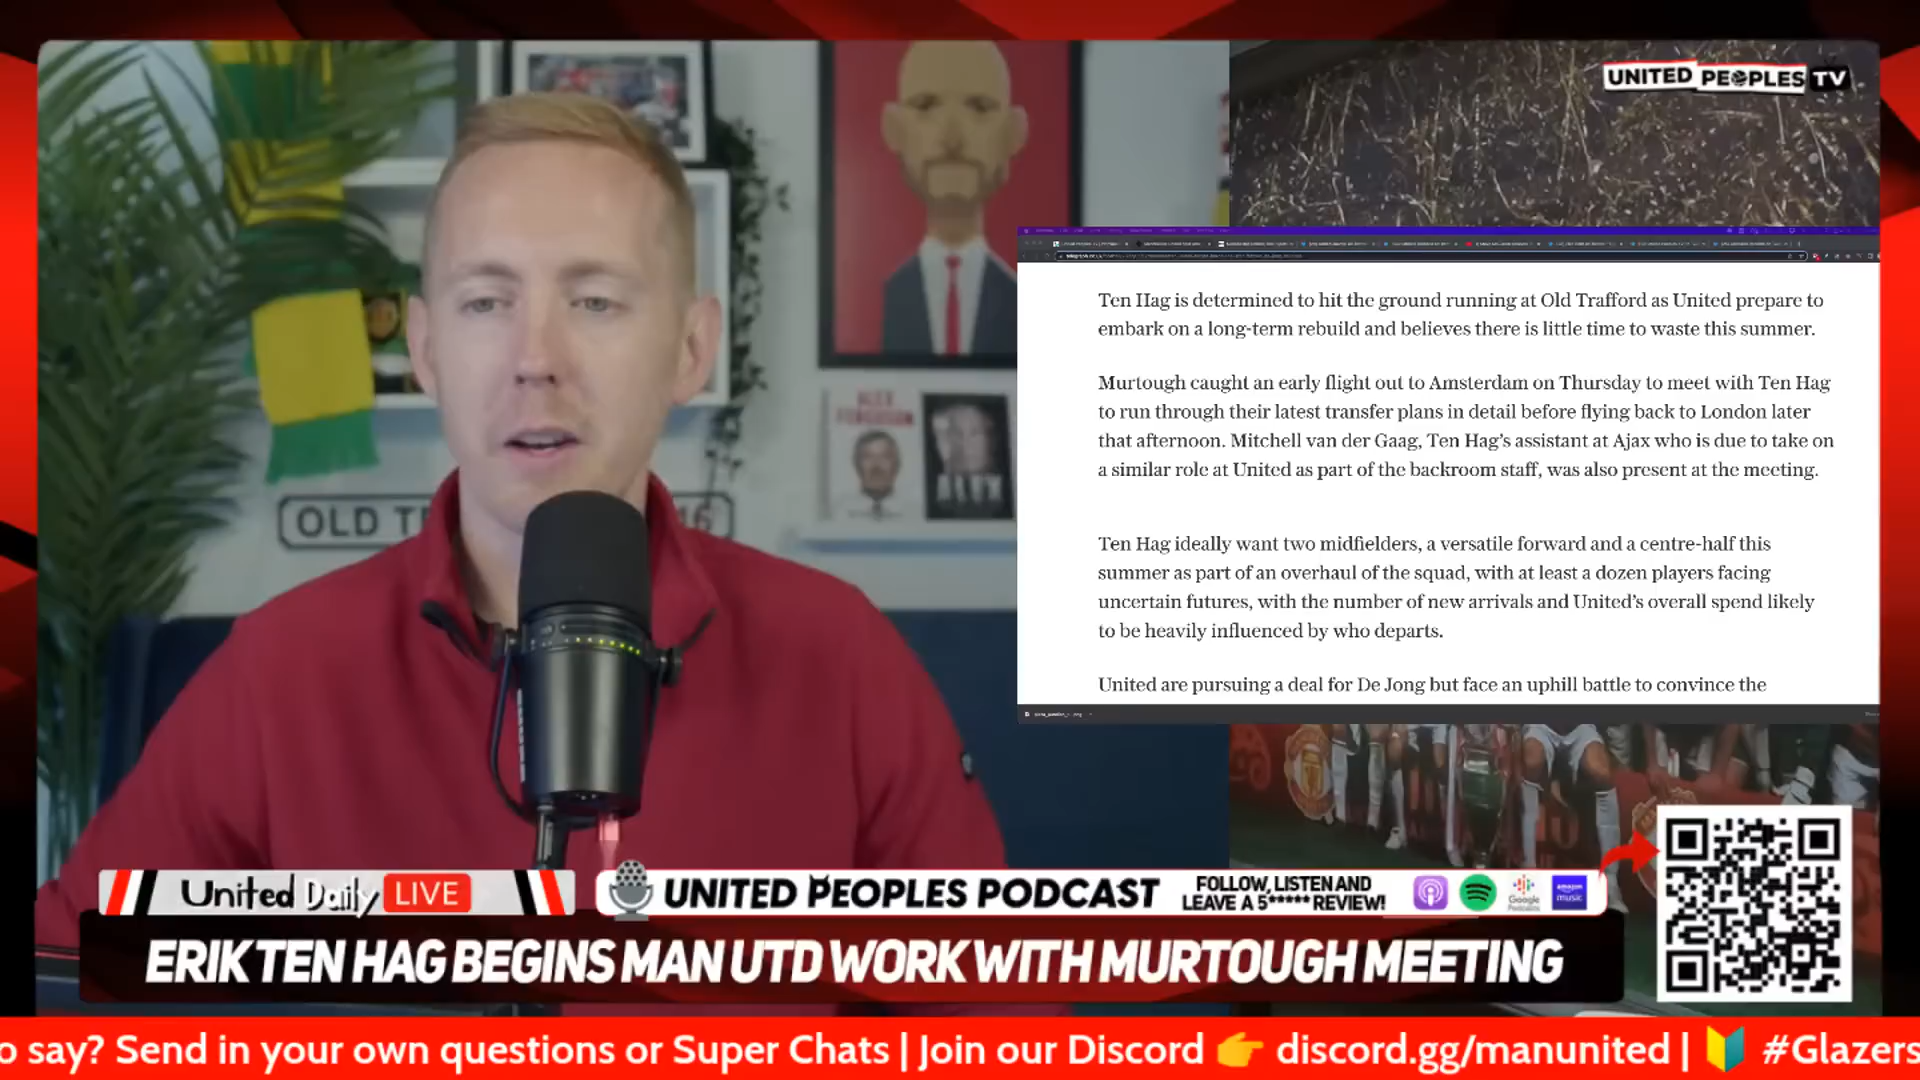 UNITED PEOPLES TV
Ten Hag is determined to hit the ground running at Old Trafford as United prepare to
embark on a long-term rebuild and believes there is little time to waste this summer.
Murtough caught an early flight out to Amsterdam on Thursday to meet with Ten Hag
to run through their latest transfer plans in detail before flying back to London later
that afternoon. Mitchell van der Gaag, Ten Hag’s assistant at Ajax who is due to take on
a similar role at United as part of the backroom staff, was also present at the meeting.
Ten Hag ideally want two midfielders, a versatile forward and a centre-half this
summer as part of an overhaul of the squad, with at least a dozen players facing
uncertain futures, with the number of new arrivals and United’s overall spend likely
to be heavily influenced by who departs.
United are pursuing a deal for De Jong but face an uphill battle to convince the
ALEX
FERGUSON
OLD
16
United Daily LIVE
UNITED PEOPLES PODCAST
FOLLOW, LISTEN AND
LEAVE A 5***** REVIEW!
Google
Podcasts
amazon
music
ERIK TEN HAG BEGINS MAN UTD WORK WITH MURTOUGH MEETING
o say? Send in your own questions or Super Chats | Join our Discord 👉 discord.gg/manunited | 🔰 #Glazers